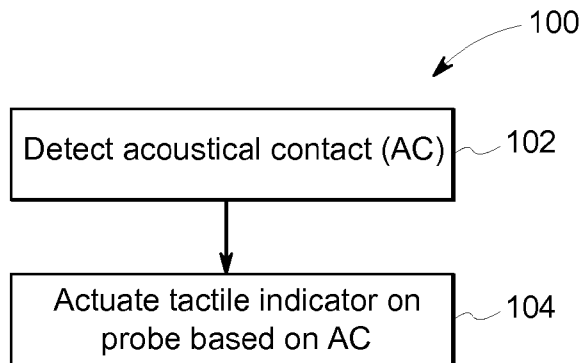 100
Detect acoustical contact (AC)
102
Actuate tactile indicator on
probe based on AC
104